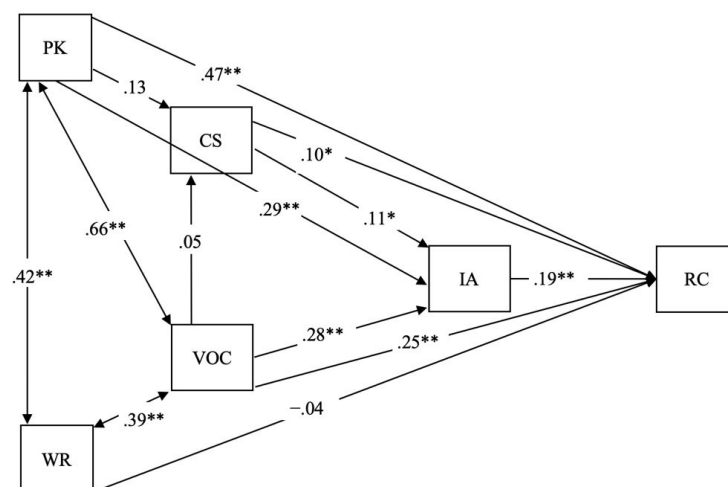 PK
.47**
.13
CS
.10*
.29**
.11*
.66**
.05
.42**
IA
.19**
RC
.28**
.25**
VOC
.39**
−.04
WR